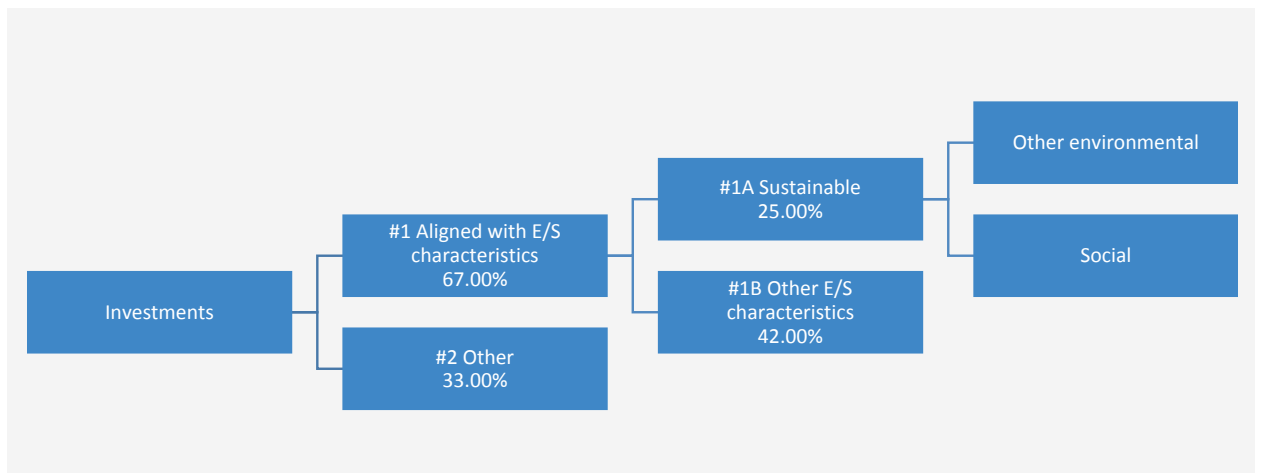 Investments
#1 Aligned with E/S
characteristics
67.00%
#2 Other
33.00%
#1A Sustainable
25.00%
#1B Other E/S
characteristics
42.00%
Other environmental
Social